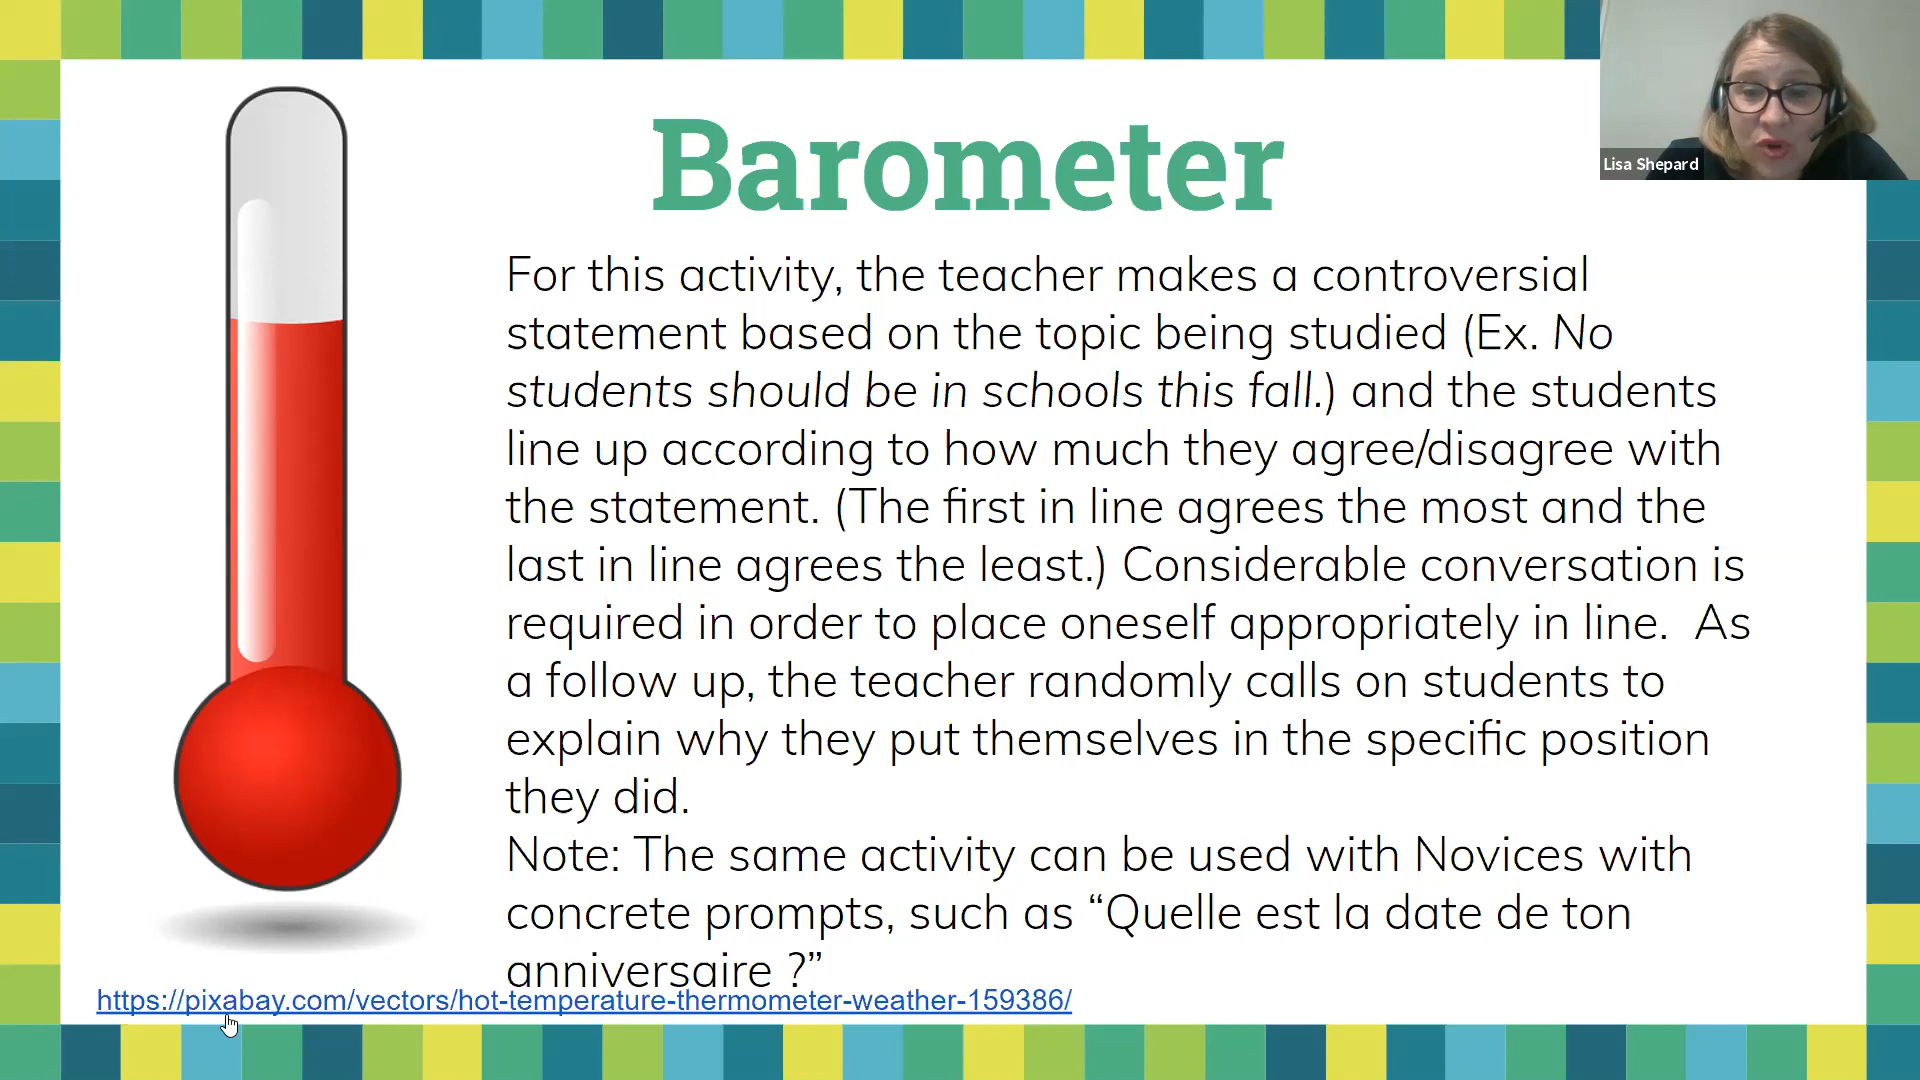 Barometer
Lisa Shepard
For this activity, the teacher makes a controversial
statement based on the topic being studied (Ex. No
students should be in schools this fall.) and the students
line up according to how much they agree/disagree with
the statement. (The first in line agrees the most and the
last in line agrees the least.) Considerable conversation is
required in order to place oneself appropriately in line.  As
a follow up, the teacher randomly calls on students to
explain why they put themselves in the specific position
they did.
Note: The same activity can be used with Novices with
concrete prompts, such as “Quelle est la date de ton
anniversaire ?”
https://pixabay.com/vectors/hot-temperature-thermometer-weather-159386/